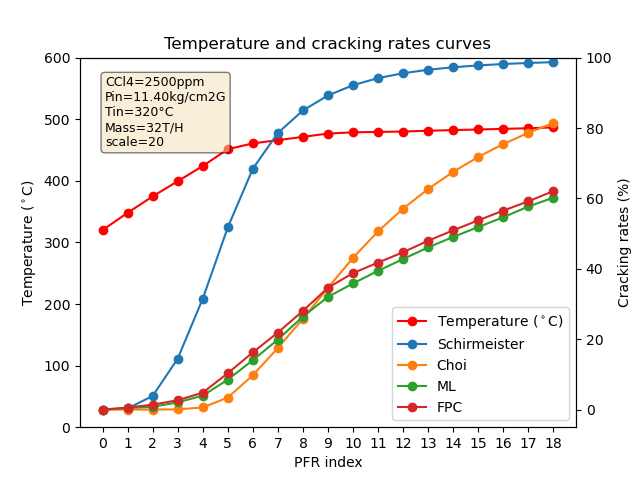 Temperature and cracking rates curves
CCl4=2500ppm
Pin=11.40kg/cm2G
Tin=320°C
Mass=32T/H
scale=20
Temperature (°C)
600
500
400
300
200
100
0
100
80
60
40
20
0
Cracking rates (%)
Temperature (°C)
Schirmeister
Choi
ML
FPC
0 1 2 3 4 5 6 7 8 9 10 11 12 13 14 15 16 17 18
PFR index